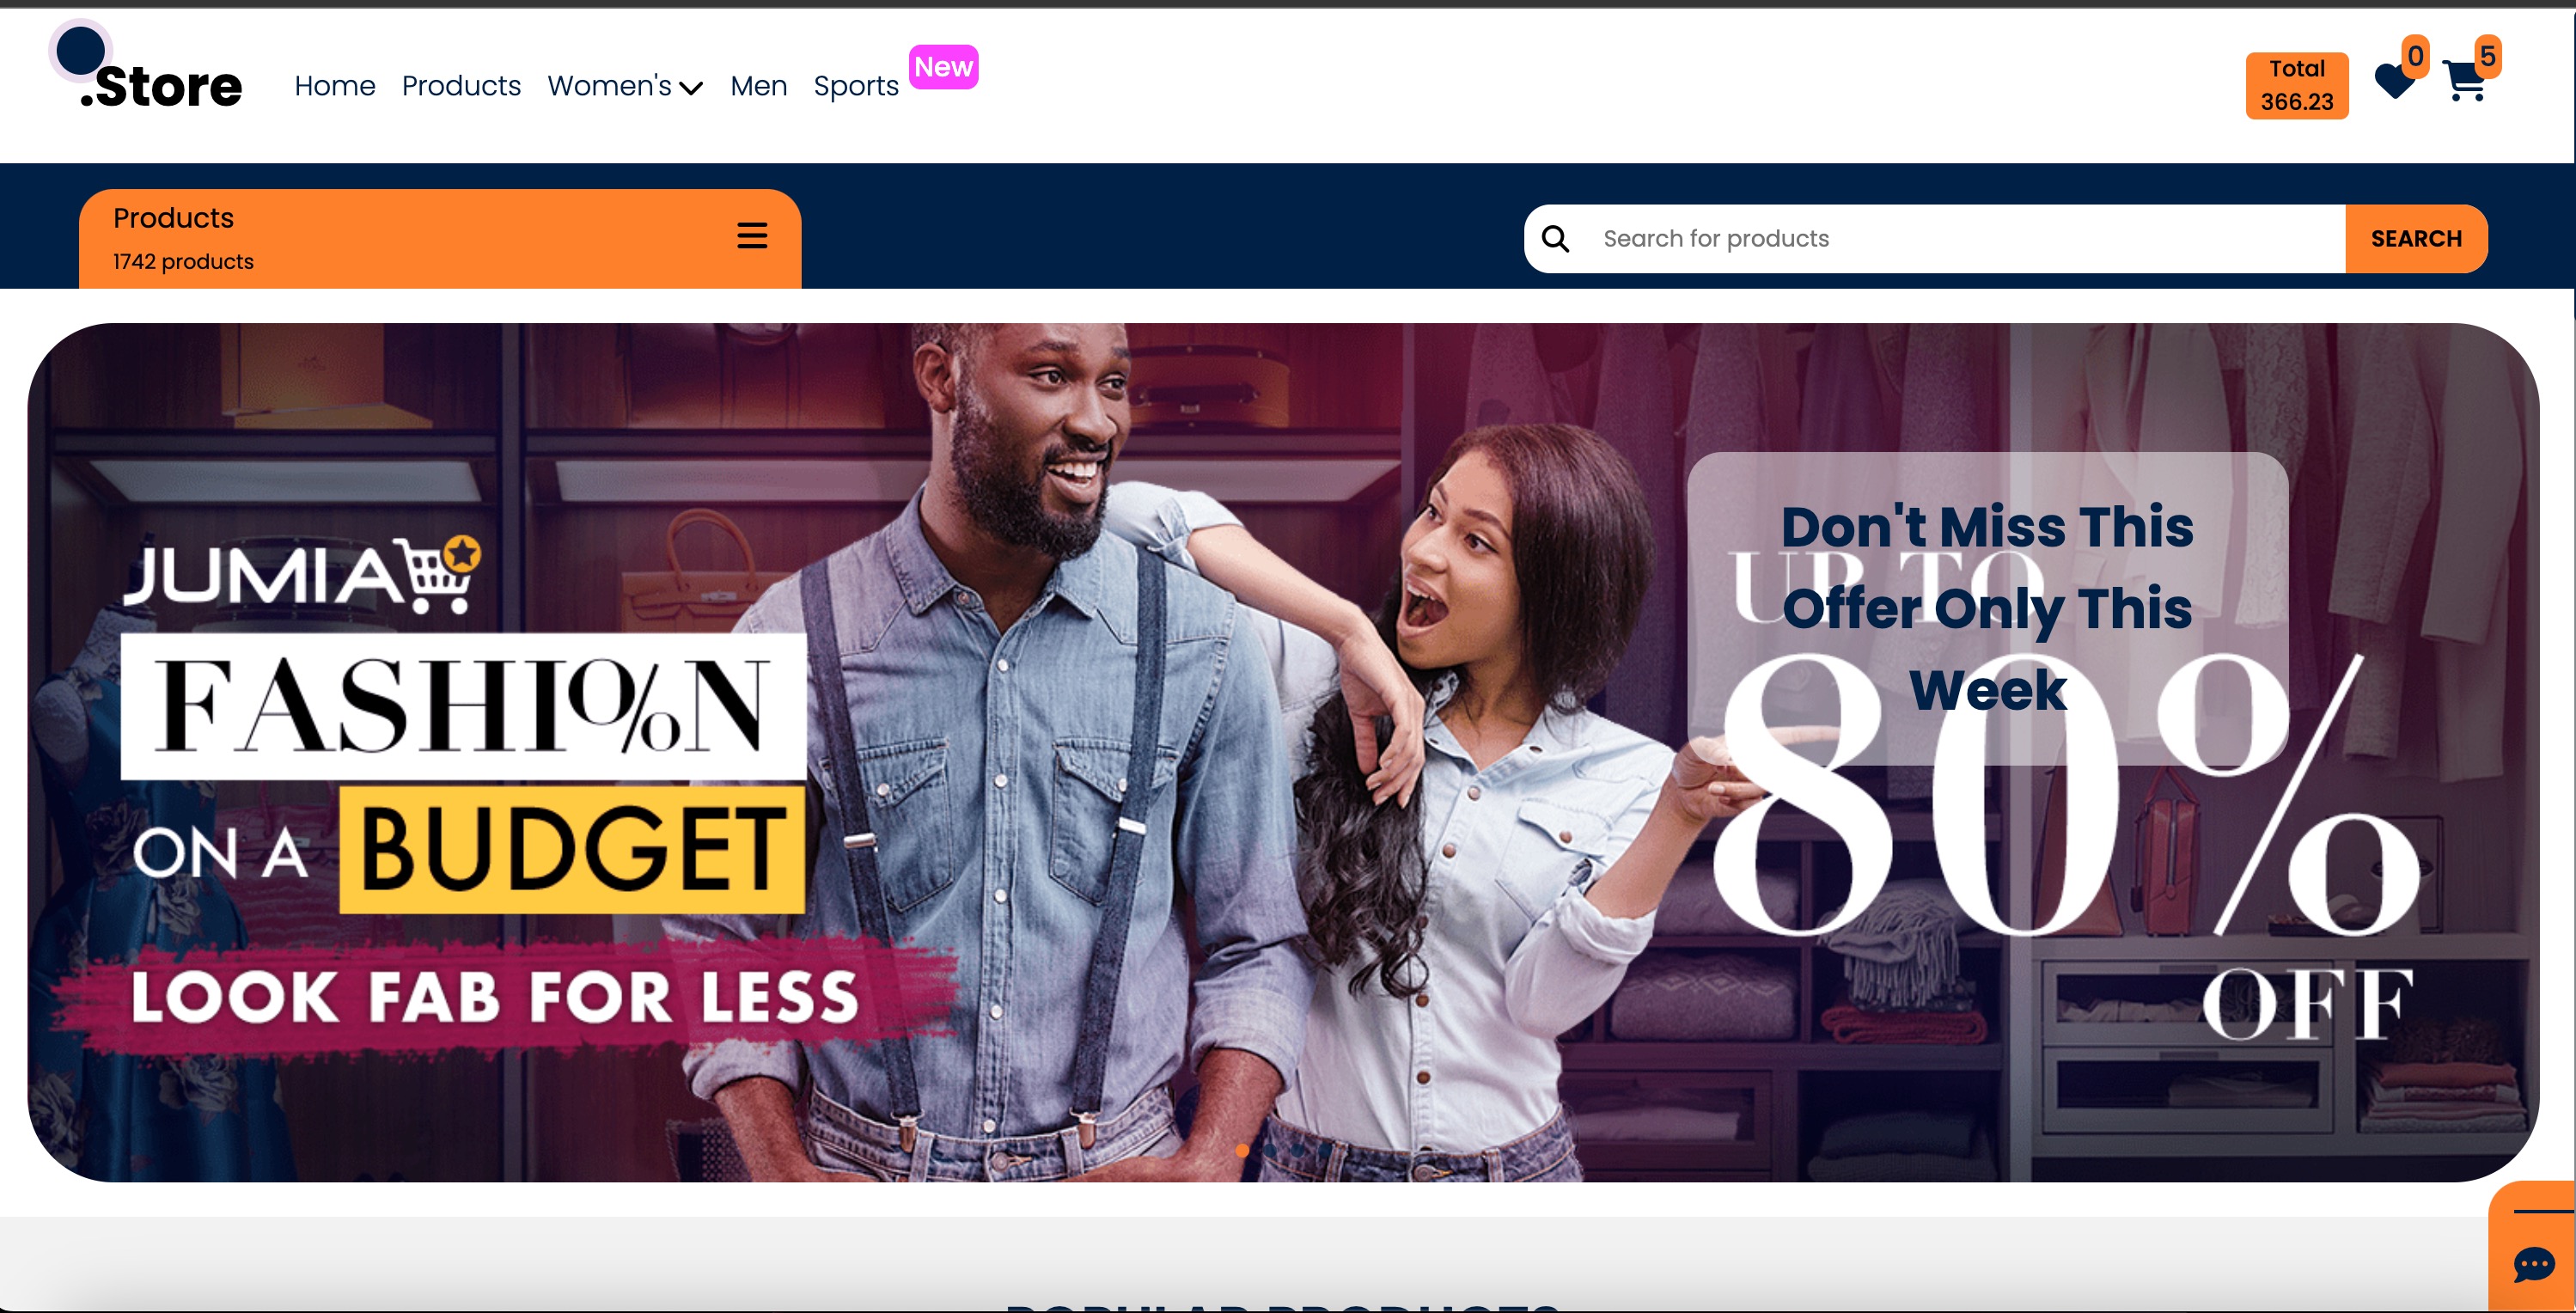 .Store
Home
Products
Women's
Men
Sports
New
Total
366.23
0
5
Products
1742 products
Search for products
SEARCH
JUMIA
FASHI%N
ON A BUDGET
LOOK FAB FOR LESS
Don't Miss This
Offer Only This
Week
UP TO
80%
OFF
POPULAR PRODUCTS